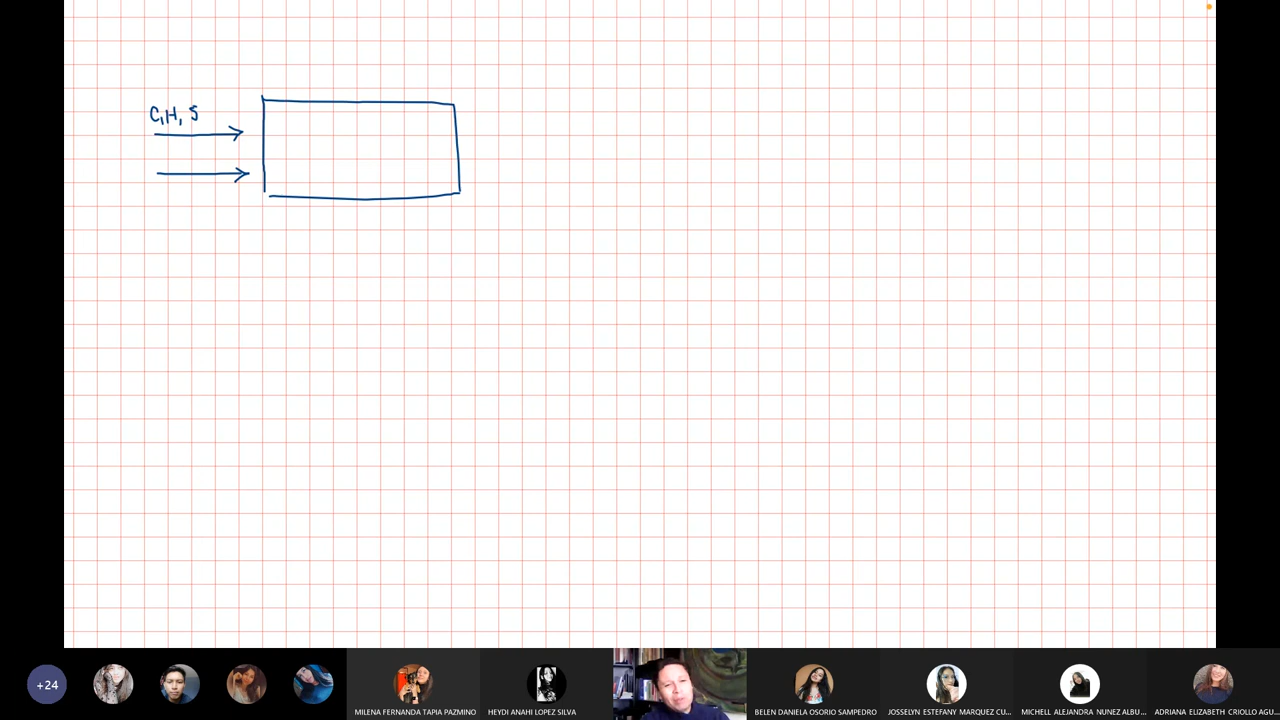 C, H, S
+24
MILENA FERNANDA TAPIA PAZMINO
HEYDI ANAHI LOPEZ SILVA
BELEN DANIELA OSORIO SAMPEDRO
JOSSELYN ESTEFANY MARQUEZ CU...
MICHELL ALEJANDRA NUNEZ ALBU...
ADRIANA ELIZABETH CRIOLLO AGU...